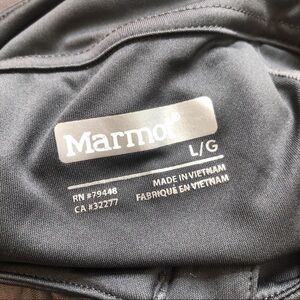 Marmot
L/G
RN #79448
CA #32277
MADE IN VIETNAM
FABRIQUÉ EN VIETNAM